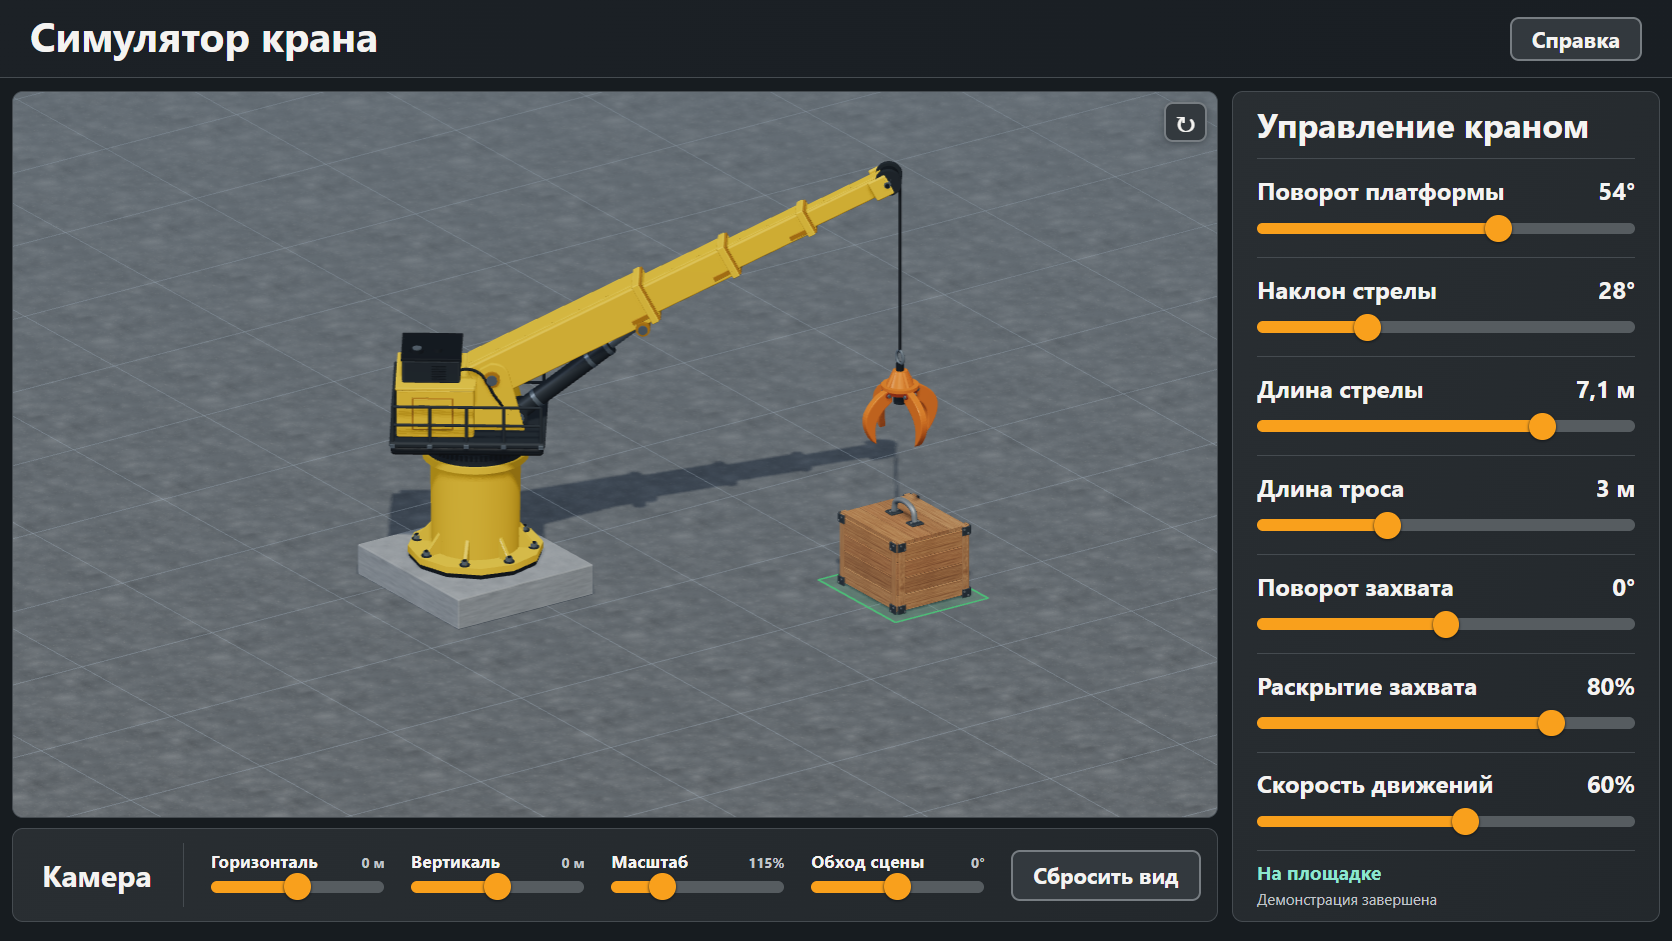 Симулятор крана
Справка
Управление краном
Поворот платформы 54°
Наклон стрелы 28°
Длина стрелы 7,1 м
Длина троса 3 м
Поворот захвата 0°
Раскрытие захвата 80%
Скорость движений 60%
На площадке
Демонстрация завершена
Камера
Горизонталь 0 м
Вертикаль 0 м
Масштаб 115%
Обход сцены 0°
Сбросить вид